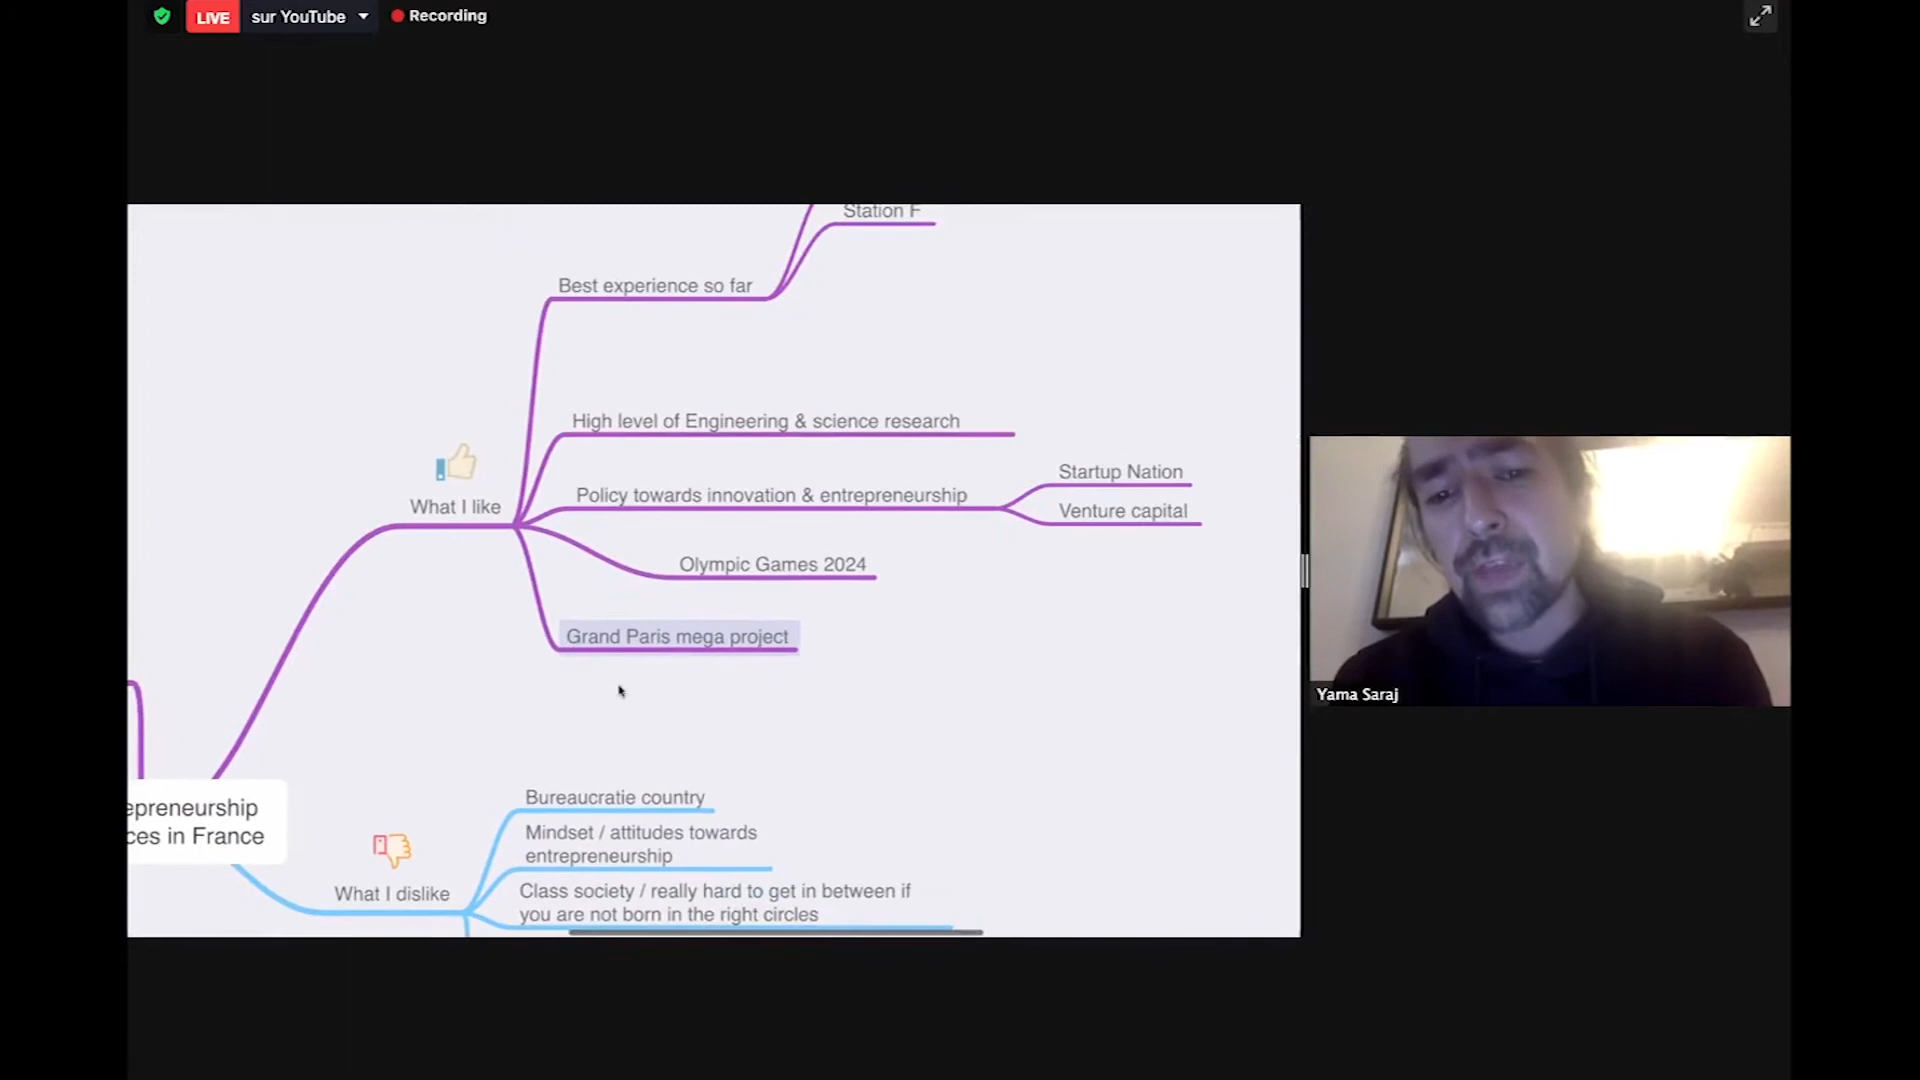 LIVE sur YouTube Recording
Station F
Best experience so far
High level of Engineering & science research
Startup Nation
Policy towards innovation & entrepreneurship
Venture capital
What I like
Olympic Games 2024
Grand Paris mega project
Yama Saraj
epreneurship
ces in France
Bureaucratie country
Mindset / attitudes towards
entrepreneurship
What I dislike
Class society / really hard to get in between if
you are not born in the right circles